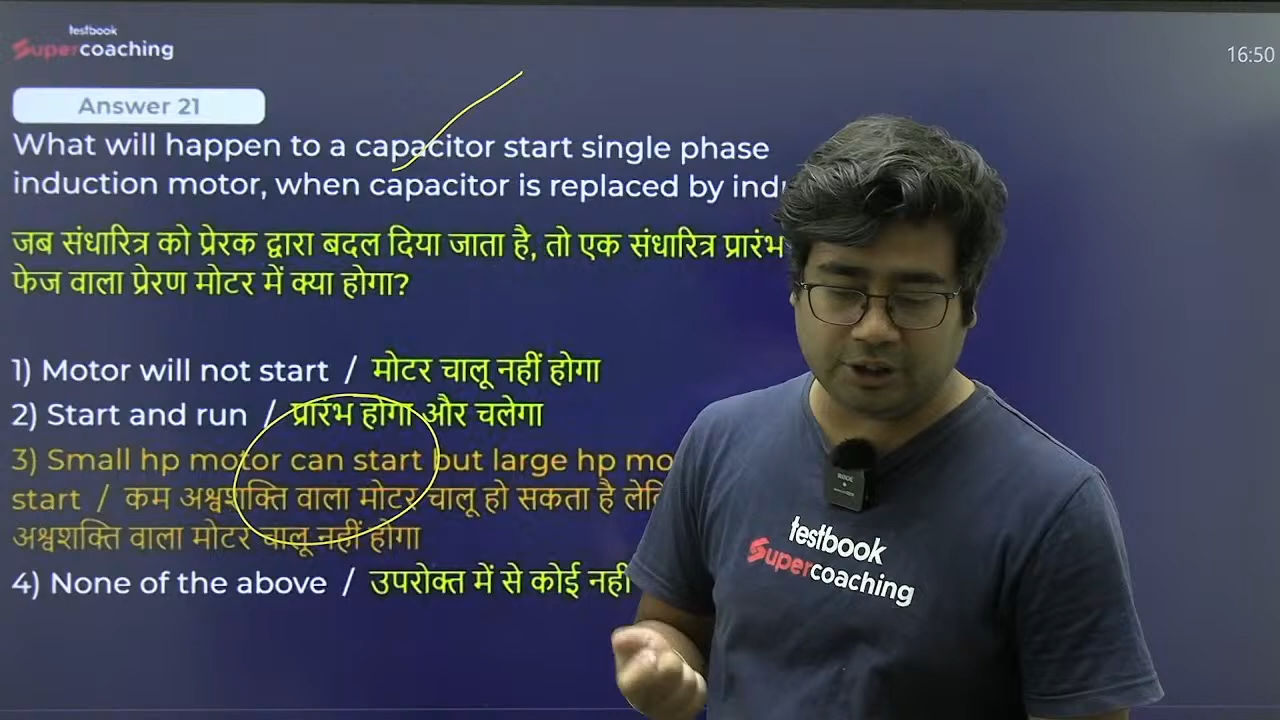 testbook
Supercoaching
16:50
Answer 21
What will happen to a capacitor start single phase
induction motor, when capacitor is replaced by
जब संधारित्र को प्रेरक द्वारा बदल दिया जाता है, तो एक संधारित्र प्रारंभ
फेज वाला प्रेरण मोटर में क्या होगा?
1) Motor will not start / मोटर चालू नहीं होगा
2) Start and run / प्रारंभ होगा और चलेगा
3) Small hp motor can start but large hp
start / कम अश्वशक्ति वाला मोटर चालू हो सकता है
अश्वशक्ति वाला मोटर चालू नहीं होगा
4) None of the above / उपरोक्त में से कोई नहीं
testbook
Supercoaching